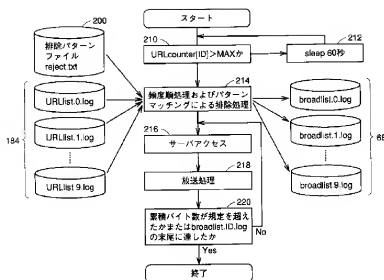 スタート
200
排除パターン
ファイル
reject.txt
210
URLcounter[ID]>MAXか
212
sleep 60秒
URLlist.0.log
URLlist.1.log
URLlist 9.log
184
214
頻度順処理およびパターン
マッチングによる排除処理
broadlist.0.log
broadlist.1.log
broadlist.9.log
68
216
サーバアクセス
218
放送処理
220
累積バイト数が規定を超え
たかまたはbroadlist.ID.log
の末尾に達したか
No
Yes
終了